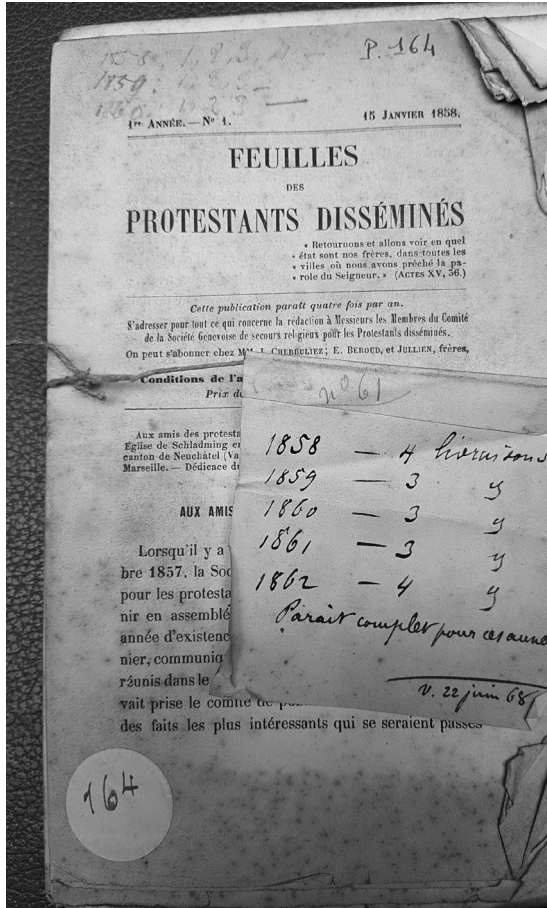 P. 164
1858. 1, 2, 3, 4 —
1859. 1, 2, 3 —
1860. 1 2 3 —
1re ANNÉE. — No 1.
15 JANVIER 1858.
FEUILLES
DES
PROTESTANTS DISSÉMINÉS
« Retournons et allons voir en quel
« état sont nos frères, dans toutes les
« villes où nous avons prêché la pa-
« role du Seigneur. » (ACTES XV, 36.)
Cette publication paraît quatre fois par an.
S'adresser pour tout ce qui concerne la rédaction à Messieurs les Membres du Comité
de la Société Genevoise de secours religieux pour les Protestants disséminés.
On peut s'abonner chez MM. J. CHERBULIEZ; E. BEROUD, et JULLIEN, frères,
Conditions de l'a
Prix d
Aux amis des protesta
Eglise de Schladming e
canton de Neuchâtel (Va
Marseille. — Dédicace d
AUX AMIS
Lorsqu'il y a
bre 1857, la Soc
pour les protesta
nir en assemblé
année d'existenc
nier, communiq
réunis dans le
vait prise le comité de
des faits les plus intéressants qui se seraient passés
no 61
1858 — 4 livraisons
1859 — 3 y
1860 — 3 y
1861 — 3 y
1862 — 4 y
Paraît complet pour ces anné
v. 22 juin 68
164